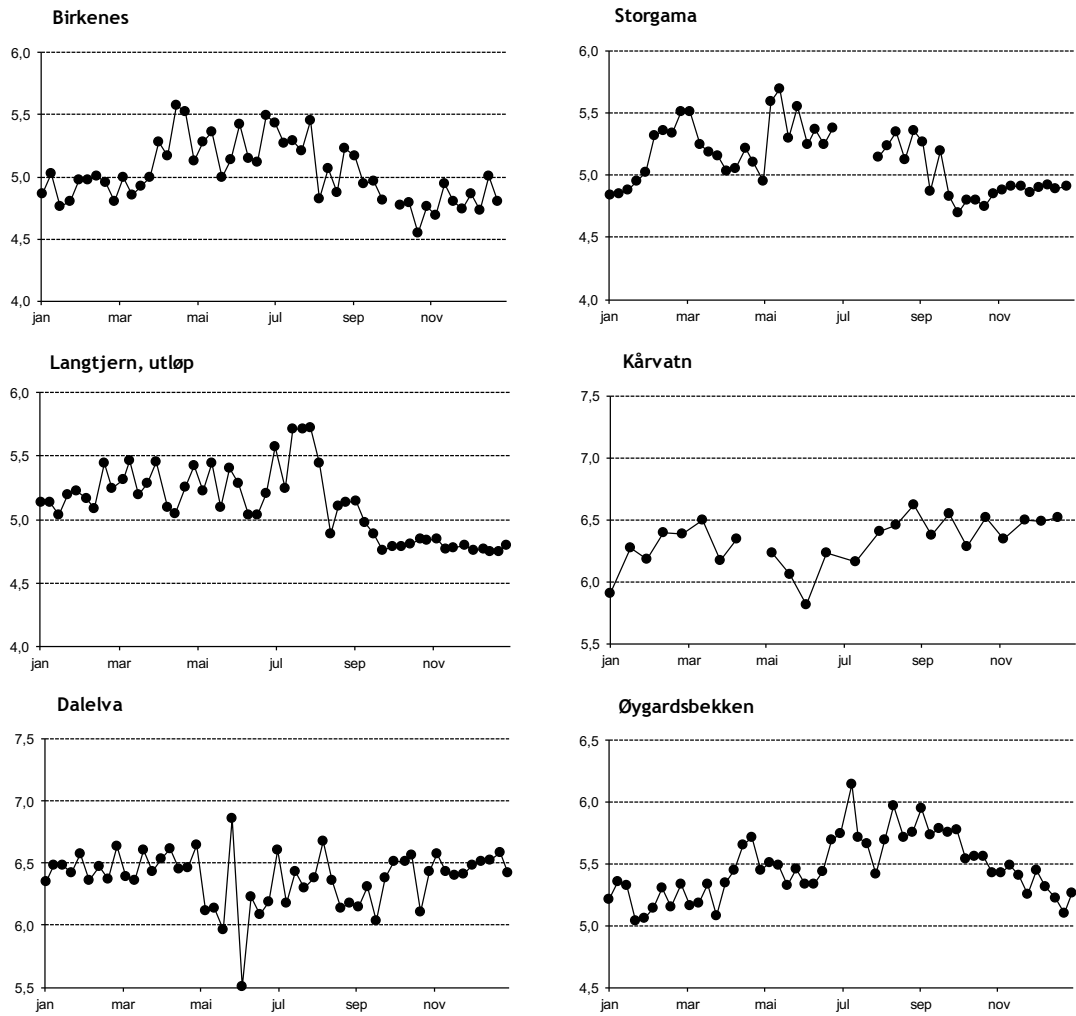 Birkenes
6,0
5,5
5,0
4,5
4,0
jan mar mai jul sep nov
Storgama
6,0
5,5
5,0
4,5
4,0
jan mar mai jul sep nov
Langtjern, utløp
6,0
5,5
5,0
4,5
4,0
jan mar mai jul sep nov
Kårvatn
7,5
7,0
6,5
6,0
5,5
jan mar mai jul sep nov
Dalelva
7,5
7,0
6,5
6,0
5,5
jan mar mai jul sep nov
Øygardsbekken
6,5
6,0
5,5
5,0
4,5
jan mar mai jul sep nov